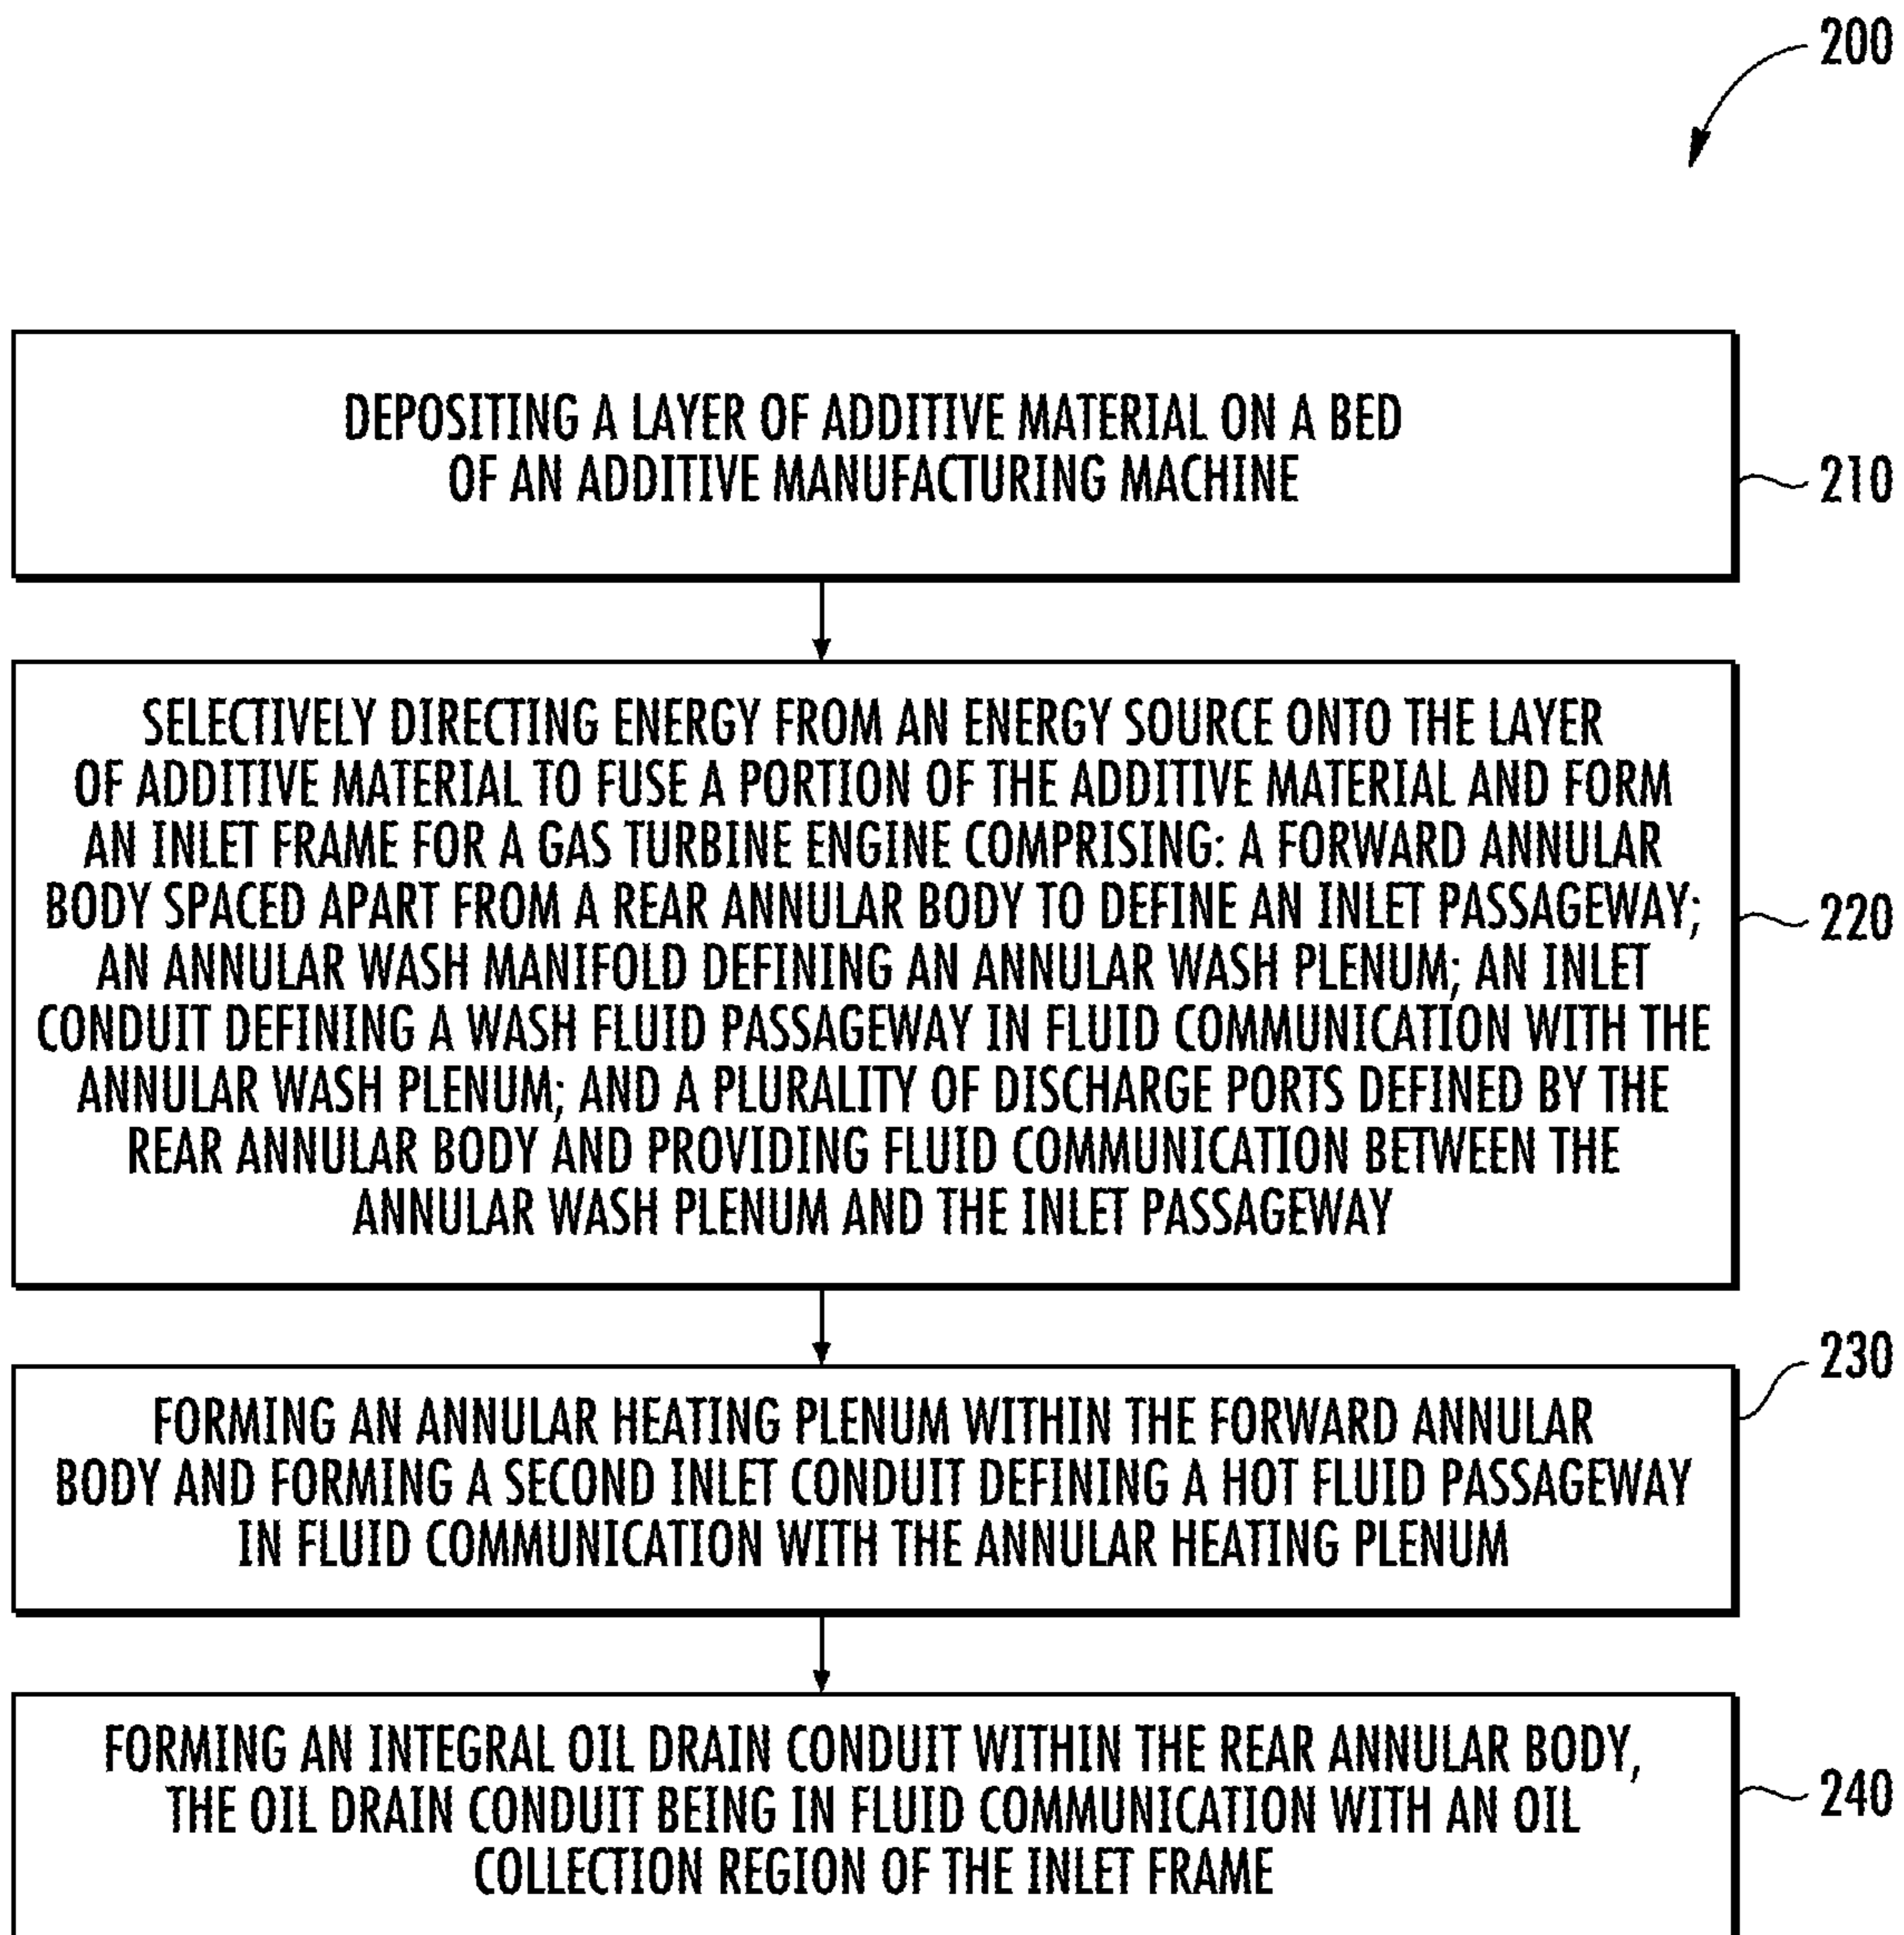 200
DEPOSITING A LAYER OF ADDITIVE MATERIAL ON A BED
OF AN ADDITIVE MANUFACTURING MACHINE
210
SELECTIVELY DIRECTING ENERGY FROM AN ENERGY SOURCE ONTO THE LAYER
OF ADDITIVE MATERIAL TO FUSE A PORTION OF THE ADDITIVE MATERIAL AND FORM
AN INLET FRAME FOR A GAS TURBINE ENGINE COMPRISING: A FORWARD ANNULAR
BODY SPACED APART FROM A REAR ANNULAR BODY TO DEFINE AN INLET PASSAGEWAY;
AN ANNULAR WASH MANIFOLD DEFINING AN ANNULAR WASH PLENUM; AN INLET
CONDUIT DEFINING A WASH FLUID PASSAGEWAY IN FLUID COMMUNICATION WITH THE
ANNULAR WASH PLENUM; AND A PLURALITY OF DISCHARGE PORTS DEFINED BY THE
REAR ANNULAR BODY AND PROVIDING FLUID COMMUNICATION BETWEEN THE
ANNULAR WASH PLENUM AND THE INLET PASSAGEWAY
220
FORMING AN ANNULAR HEATING PLENUM WITHIN THE FORWARD ANNULAR
BODY AND FORMING A SECOND INLET CONDUIT DEFINING A HOT FLUID PASSAGEWAY
IN FLUID COMMUNICATION WITH THE ANNULAR HEATING PLENUM
230
FORMING AN INTEGRAL OIL DRAIN CONDUIT WITHIN THE REAR ANNULAR BODY,
THE OIL DRAIN CONDUIT BEING IN FLUID COMMUNICATION WITH AN OIL
COLLECTION REGION OF THE INLET FRAME
240